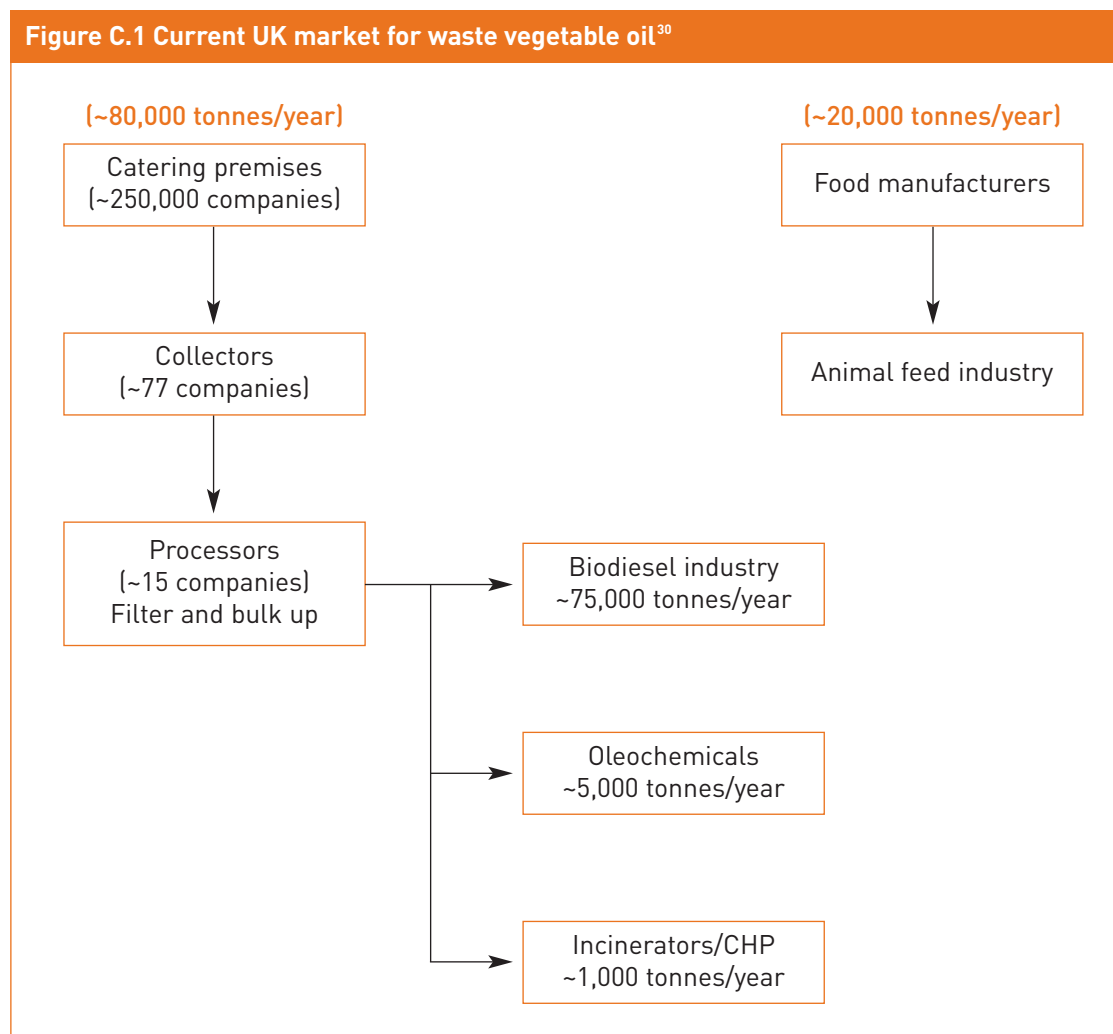 Figure C.1 Current UK market for waste vegetable oil30
(~80,000 tonnes/year)
Catering premises
(~250,000 companies)
Collectors
(~77 companies)
Processors
(~15 companies)
Filter and bulk up
(~20,000 tonnes/year)
Food manufacturers
Animal feed industry
Biodiesel industry
~75,000 tonnes/year
Oleochemicals
~5,000 tonnes/year
Incinerators/CHP
~1,000 tonnes/year